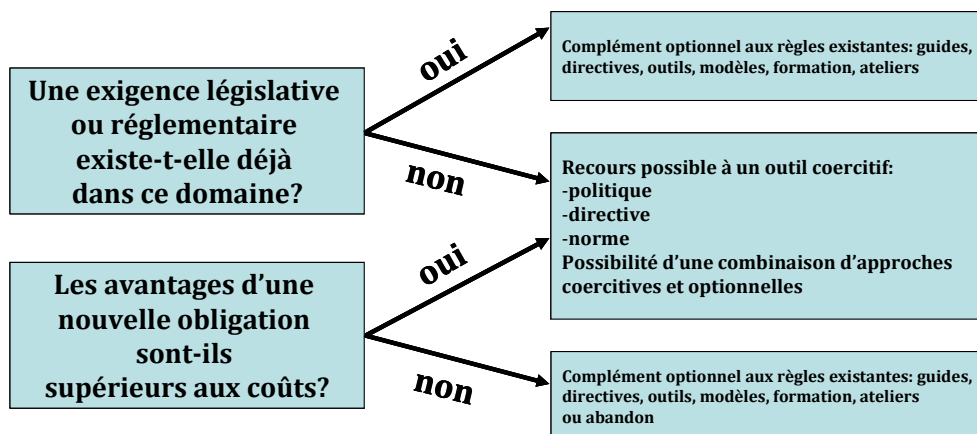 Une exigence législative
ou réglementaire
existe-t-elle déjà
dans ce domaine?
oui
non
Complément optionnel aux règles existantes: guides,
directives, outils, modèles, formation, ateliers
Recours possible à un outil coercitif:
-politique
-directive
-norme
Possibilité d’une combinaison d’approches
coercitives et optionnelles
Les avantages d’une
nouvelle obligation
sont-ils
supérieurs aux coûts?
oui
non
Complément optionnel aux règles existantes: guides,
directives, outils, modèles, formation, ateliers
ou abandon